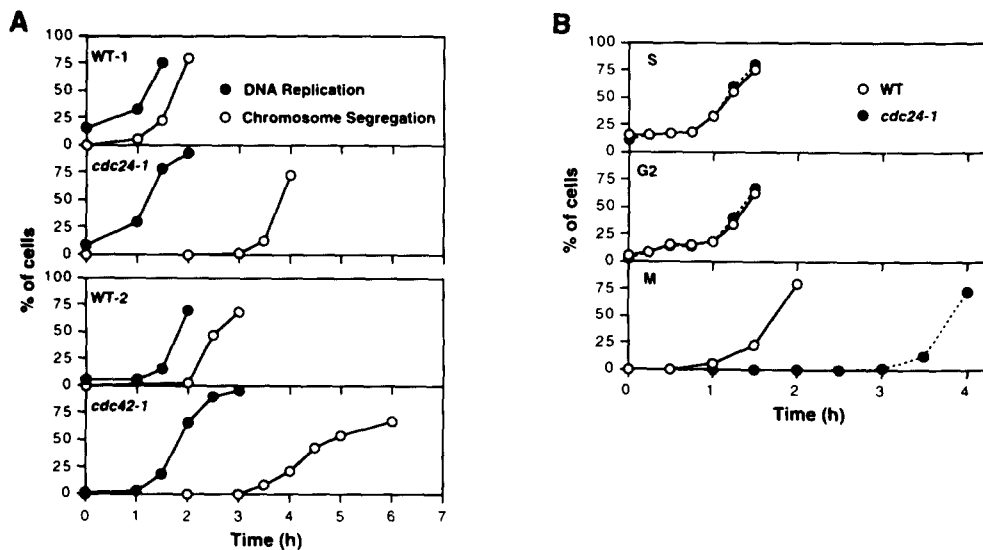 A
% of cells
100
75
50
25
0
WT-1
DNA Replication
Chromosome Segregation
75
50
25
0
cdc24-1
100
75
50
25
0
WT-2
75
50
25
0
cdc42-1
0 1 2 3 4 5 6 7
Time (h)
B
% of cells
100
75
50
25
0
S
WT
cdc24-1
75
50
25
0
G2
% of cells
75
50
25
0
M
0 1 2 3 4
Time (h)